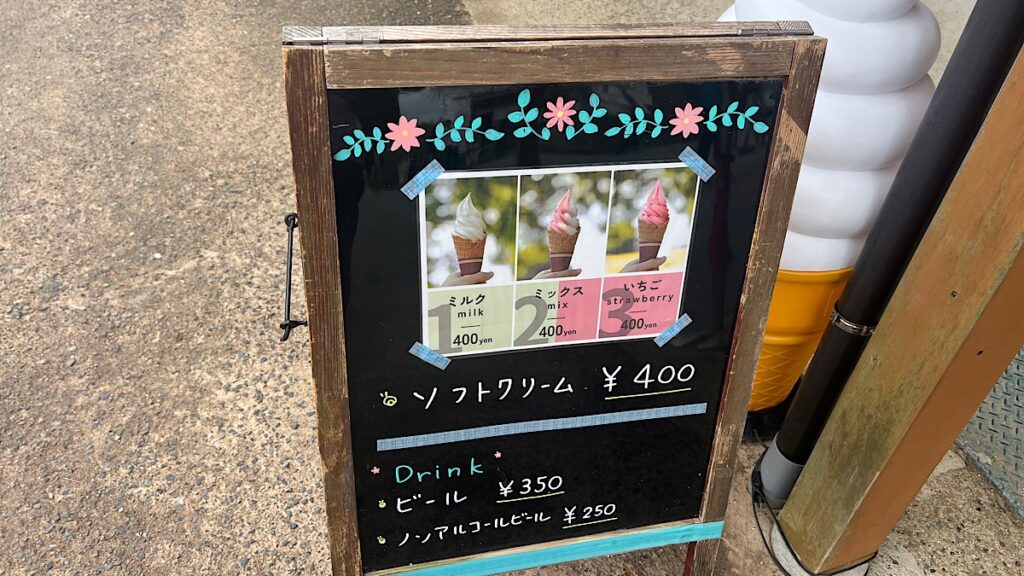 ミルク
milk
1
400yen
ミックス
mix
2
400yen
いちご
strawberry
3
400yen
ソフトクリーム ¥400
Drink
ビール ¥350
ノンアルコールビール ¥250